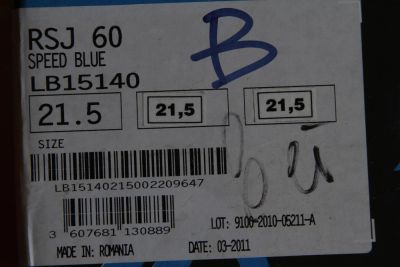 RSJ 60
SPEED BLUE
B
LB15140
21.5
21,5
21,5
SIZE
LB15140215002209647
3 607681 130889
LOT: 9100-2010-05211-A
MADE IN: ROMANIA
DATE: 03-2011